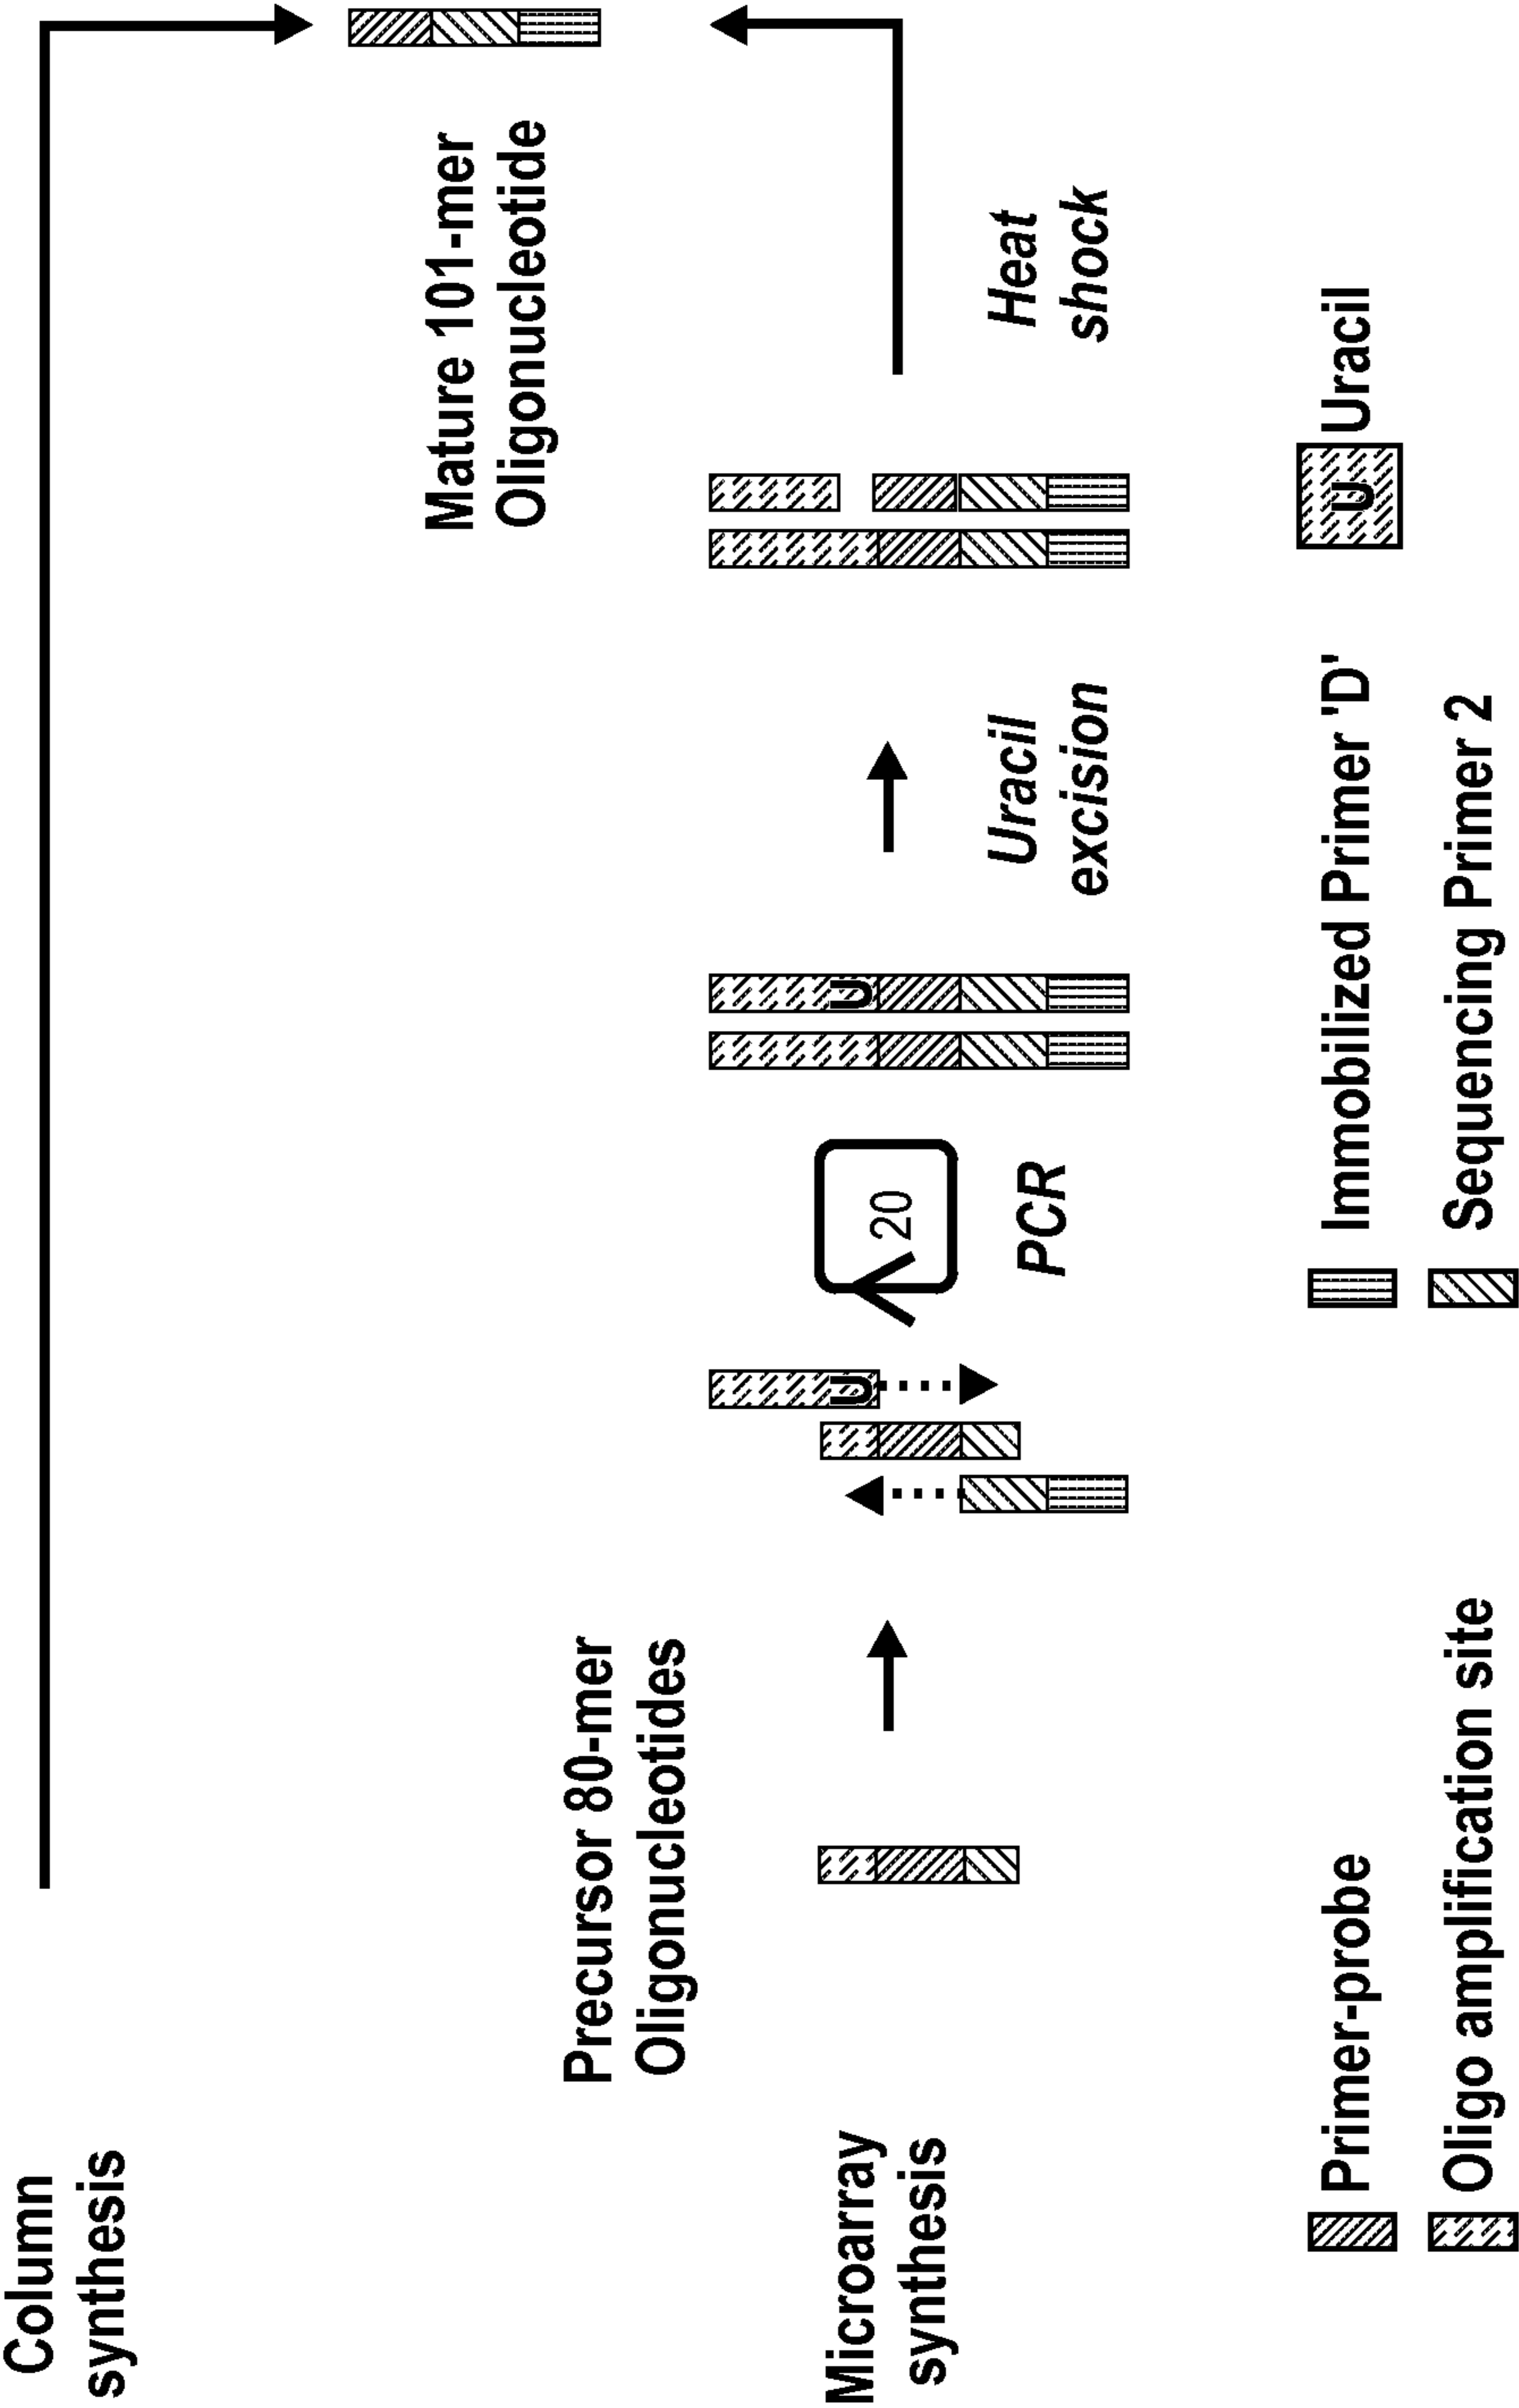 Column
synthesis
Mature 101-mer
Oligonucleotide
Precursor 80-mer
Oligonucleotides
Microarray
synthesis
U
20
U
PCR
Uracil
excision
Heat
shock
Primer-probe
Immobilized Primer 'D'
U
Uracil
Oligo amplification site
Sequencing Primer 2